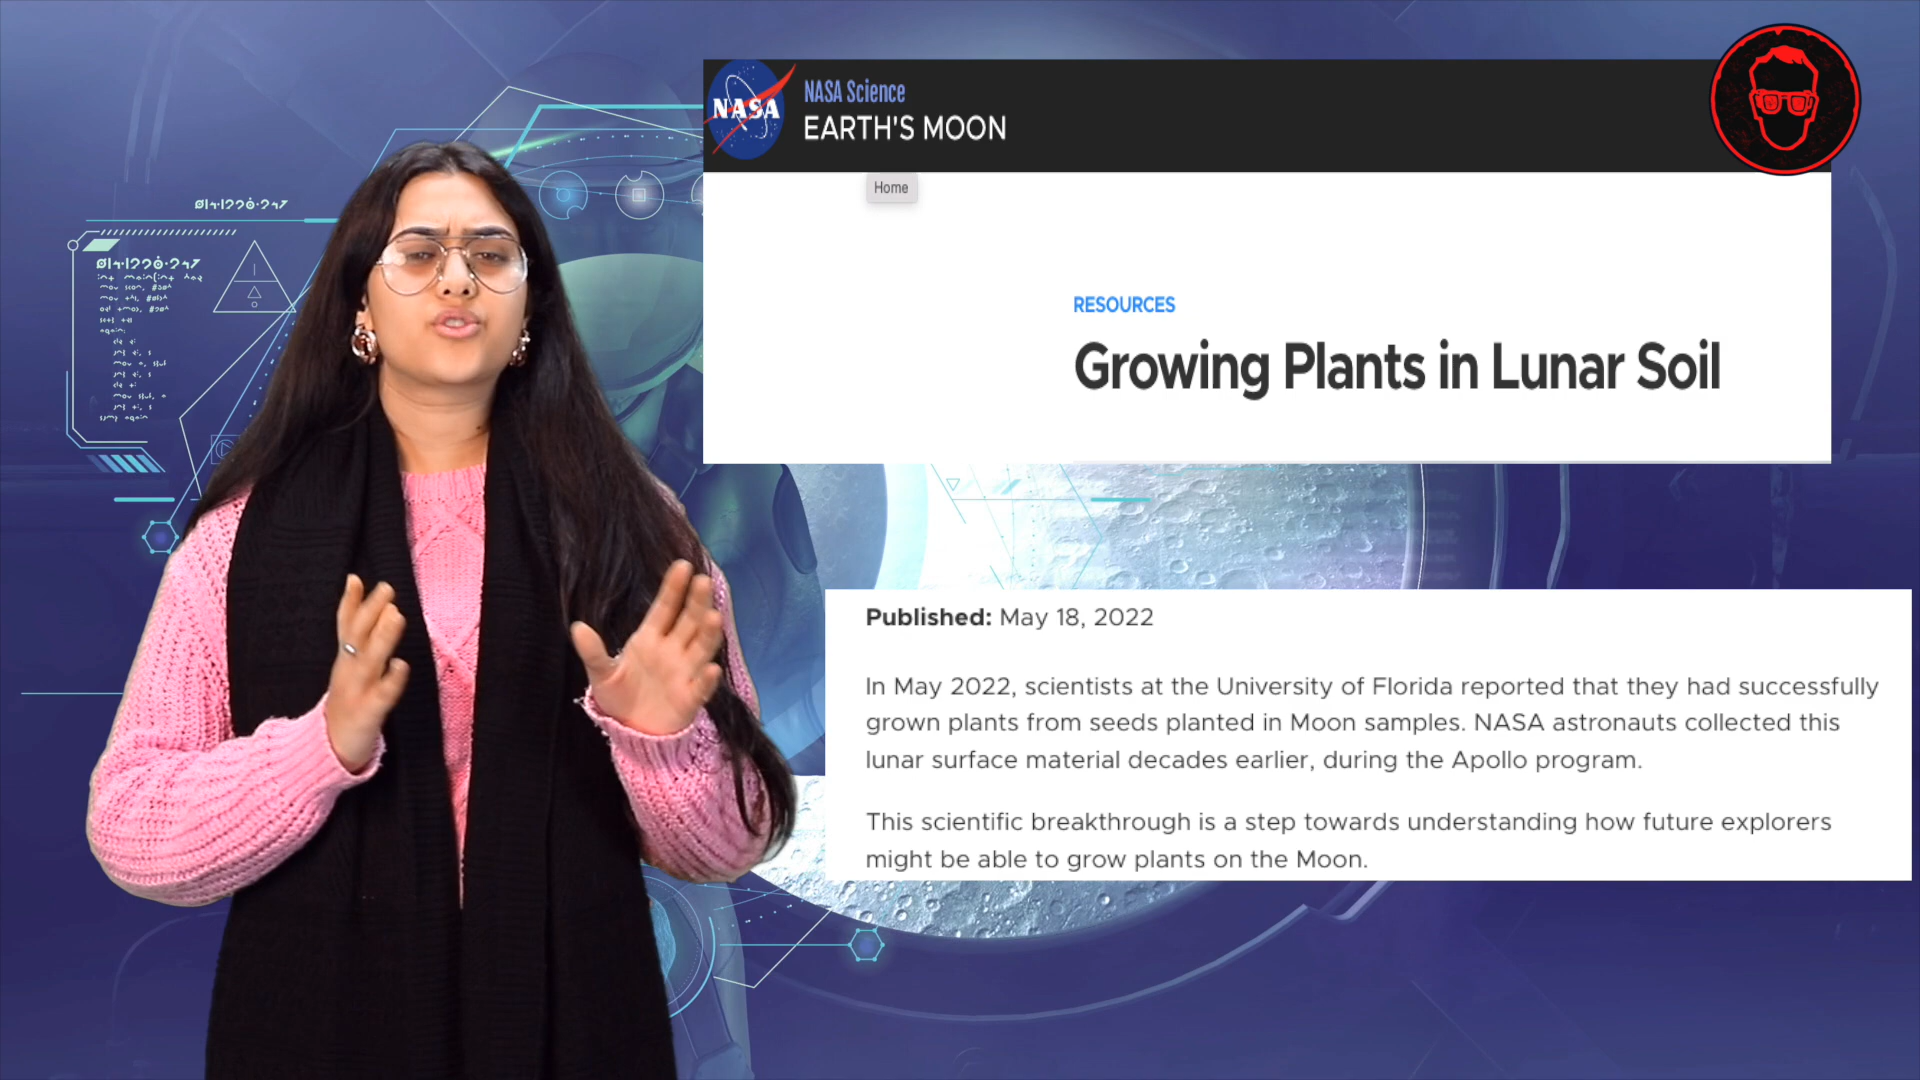 NASA
NASA Science
EARTH'S MOON
Home
RESOURCES
Growing Plants in Lunar Soil
Published: May 18, 2022
In May 2022, scientists at the University of Florida reported that they had successfully
grown plants from seeds planted in Moon samples. NASA astronauts collected this
lunar surface material decades earlier, during the Apollo program.
This scientific breakthrough is a step towards understanding how future explorers
might be able to grow plants on the Moon.